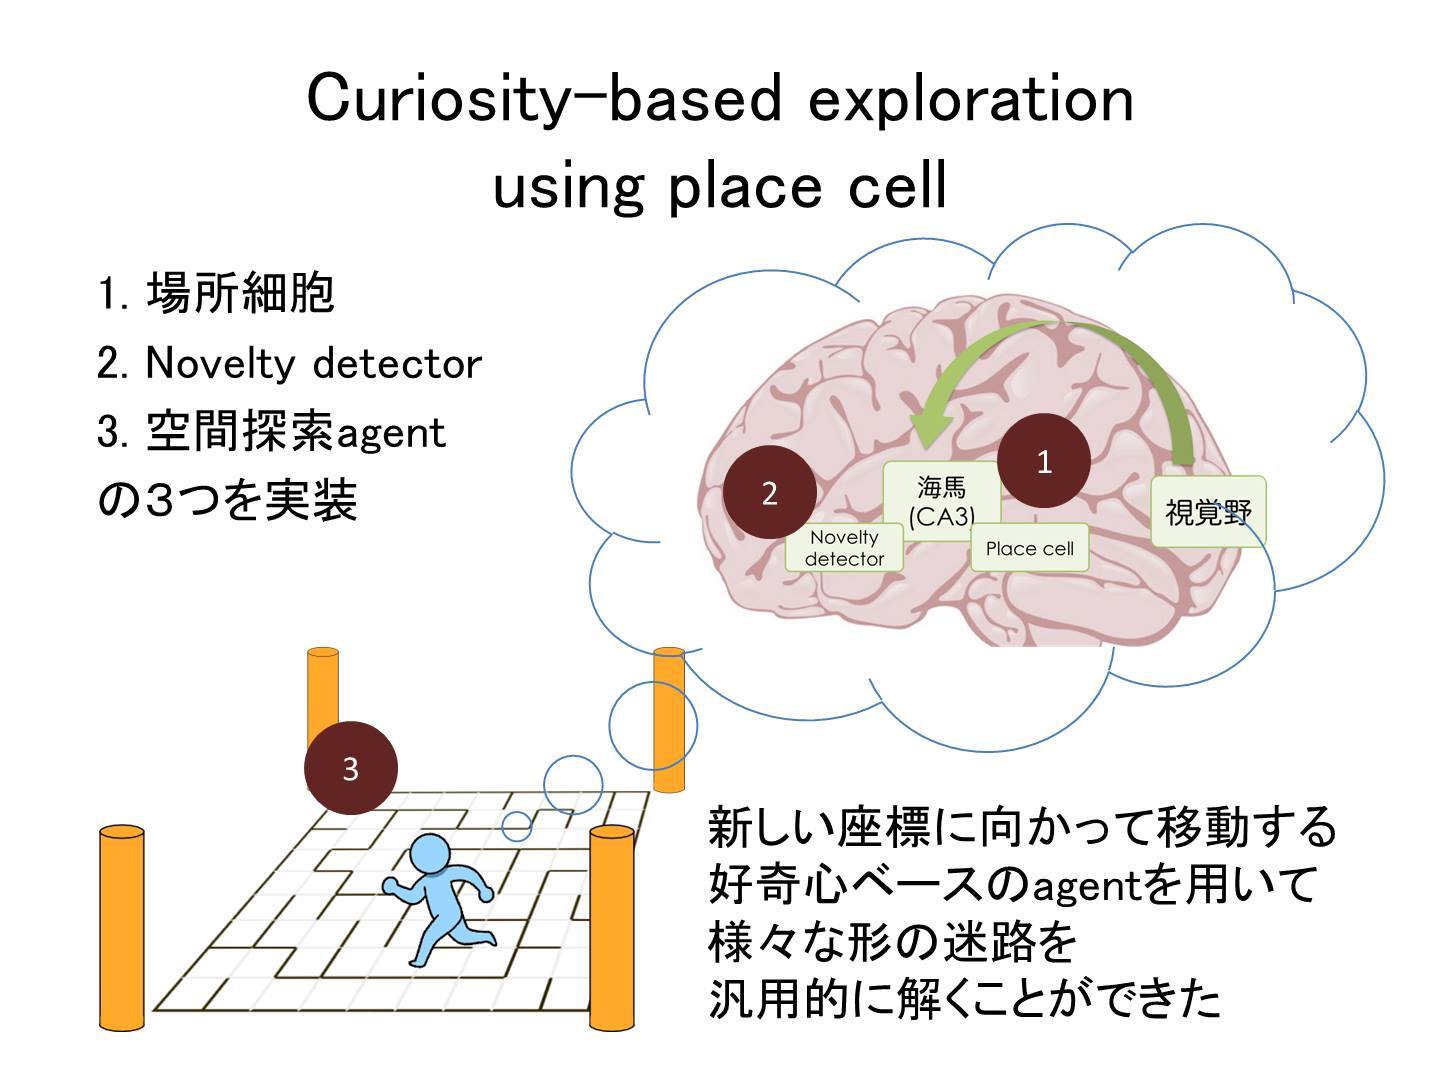 Curiosity-based exploration
using place cell
1. 場所細胞
2. Novelty detector
3. 空間探索agent
の３つを実装
2
海馬
(CA3)
1
視覚野
Novelty
detector
Place cell
3
新しい座標に向かって移動する
好奇心ベースのagentを用いて
様々な形の迷路を
汎用的に解くことができた